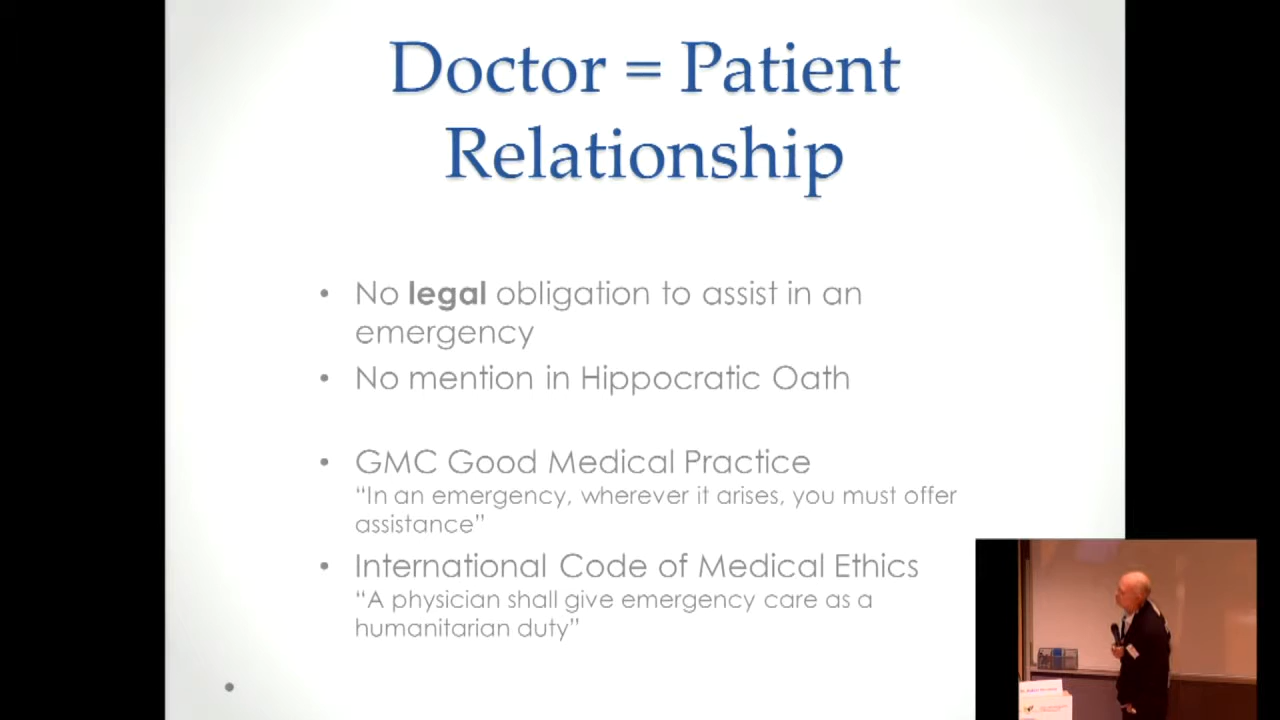 Doctor = Patient
Relationship
• No legal obligation to assist in an
emergency
• No mention in Hippocratic Oath
• GMC Good Medical Practice
“In an emergency, wherever it arises, you must offer
assistance”
• International Code of Medical Ethics
“A physician shall give emergency care as a
humanitarian duty”
•